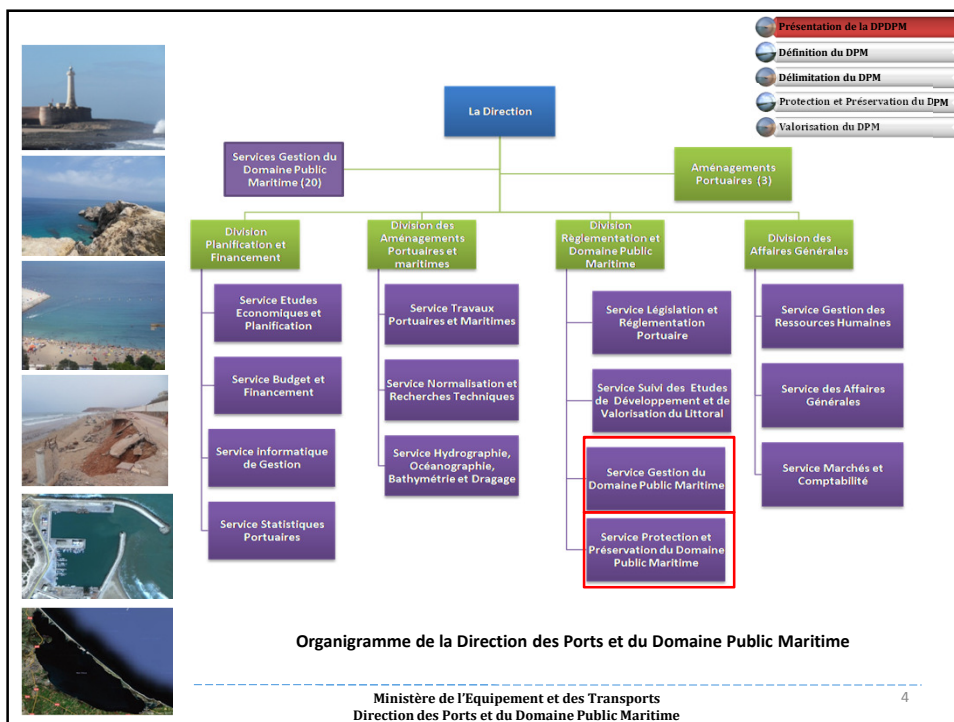 Présentation de la DPDPM
Définition du DPM
Délimitation du DPM
Protection et Préservation du DPM
Valorisation du DPM
La Direction
Services Gestion du
Domaine Public
Maritime (20)
Aménagements
Portuaires (3)
Division
Planification et
Financement
Division des
Aménagements
Portuaires et
maritimes
Division
Règlementation et
Domaine Public
Maritime
Division des
Affaires Générales
Service Etudes
Economiques et
Planification
Service Budget et
Financement
Service Informatique
de Gestion
Service Statistiques
Portuaires
Service Travaux
Portuaires et Maritimes
Service Normalisation et
Recherches Techniques
Service Hydrographie,
Océanographie,
Bathymétrie et Dragage
Service Législation et
Réglementation
Portuaire
Service Suivi des Etudes
de Développement et de
Valorisation du Littoral
Service Gestion du
Domaine Public Maritime
Service Protection et
Préservation du Domaine
Public Maritime
Service Gestion des
Ressources Humaines
Service des Affaires
Générales
Service Marchés et
Comptabilité
Organigramme de la Direction des Ports et du Domaine Public Maritime
Ministère de l'Equipement et des Transports
Direction des Ports et du Domaine Public Maritime
4